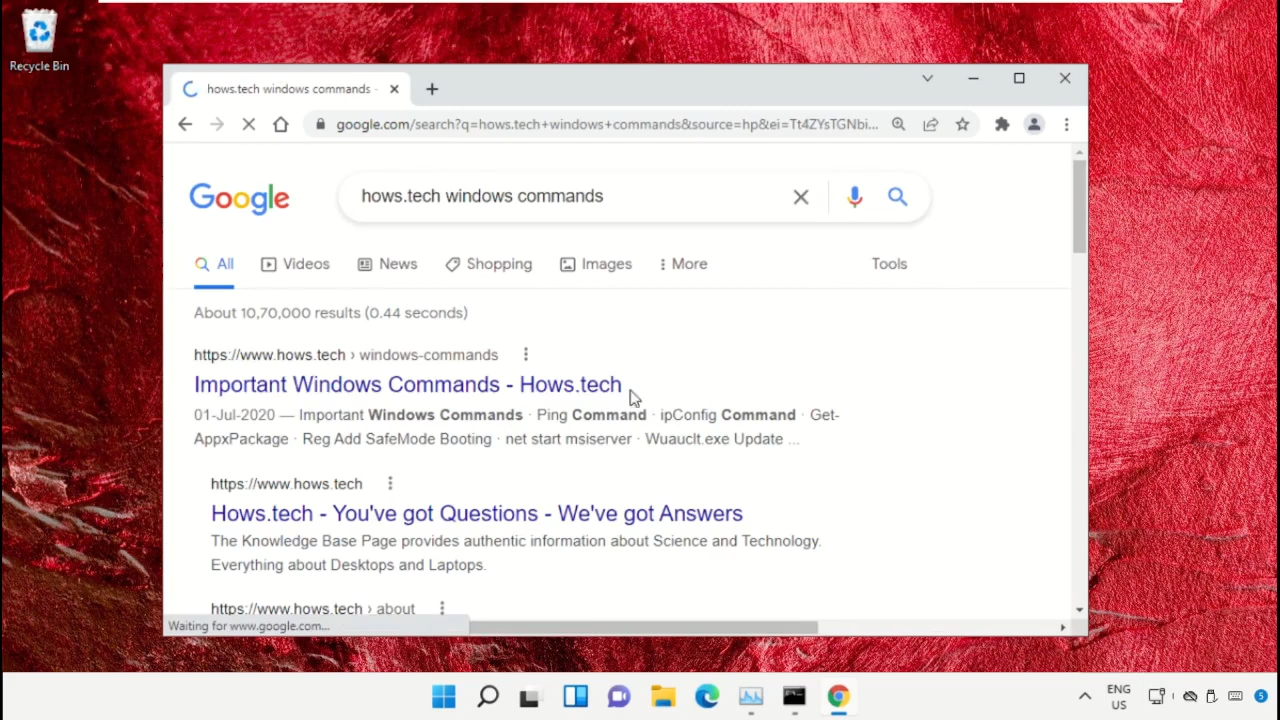 Recycle Bin
hows.tech windows commands -
google.com/search?q=hows.tech+windows+commands&source=hp&ei=Tt4ZYsTGNbi...
Google
hows.tech windows commands
All Videos News Shopping Images More Tools
About 10,70,000 results (0.44 seconds)
https://www.hows.tech › windows-commands
Important Windows Commands - Hows.tech
01-Jul-2020 — Important Windows Commands · Ping Command · ipConfig Command · Get-
AppxPackage · Reg Add SafeMode Booting · net start msiserver · Wuauclt.exe Update ...
https://www.hows.tech
Hows.tech - You've got Questions - We've got Answers
The Knowledge Base Page provides authentic information about Science and Technology.
Everything about Desktops and Laptops.
https://www.hows.tech › about
Waiting for www.google.com...
ENG
US
5